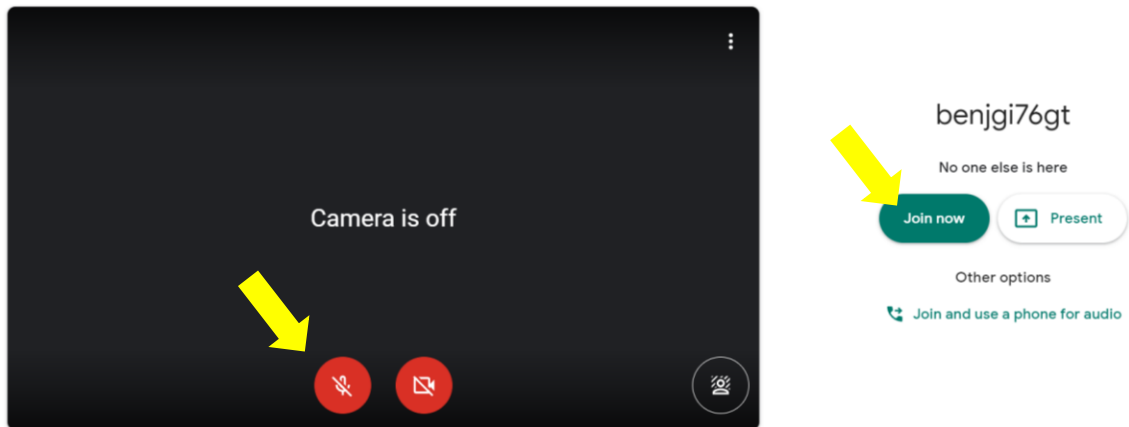 Camera is off
benjgi76gt
No one else is here
Join now
Present
Other options
Join and use a phone for audio